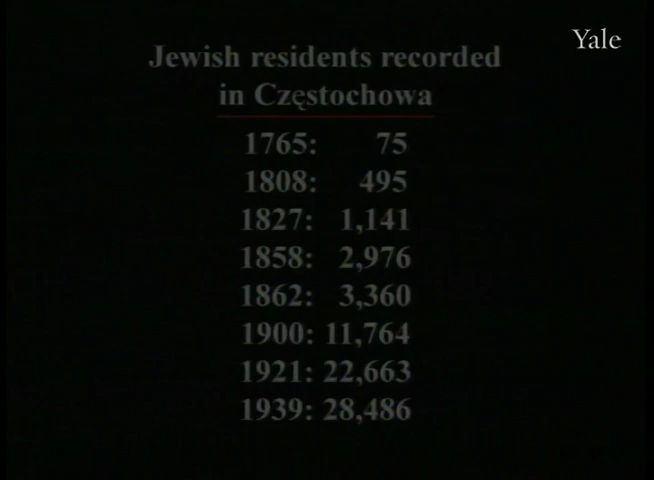 Yale
Jewish residents recorded
in Częstochowa
1765: 75
1808: 495
1827: 1,141
1858: 2,976
1862: 3,360
1900: 11,764
1921: 22,663
1939: 28,486